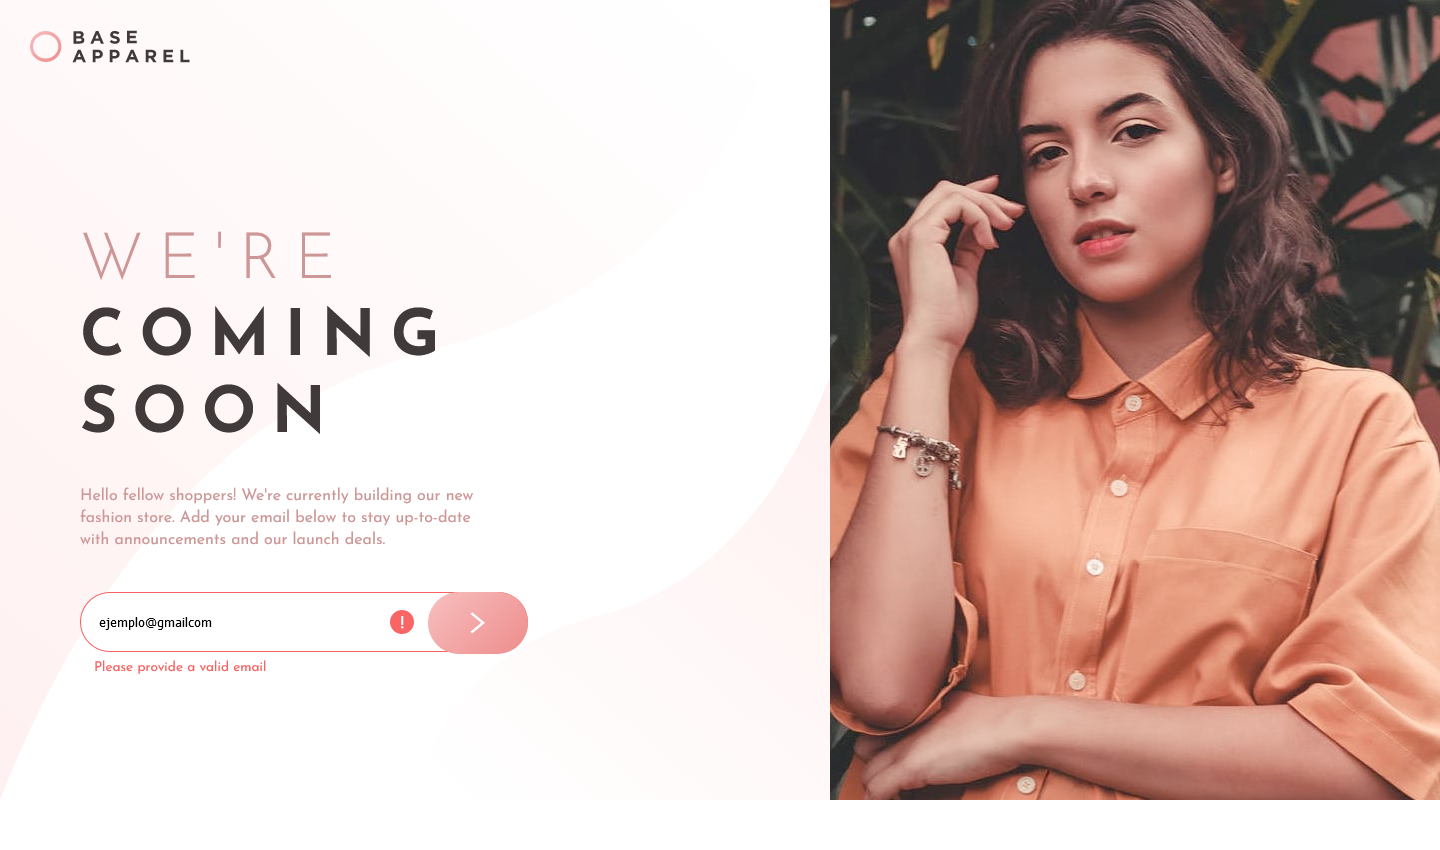 BASE
APPAREL
WE'RE
COMING
SOON
Hello fellow shoppers! We're currently building our new
fashion store. Add your email below to stay up-to-date
with announcements and our launch deals.
ejemplo@gmailcom
!
Please provide a valid email